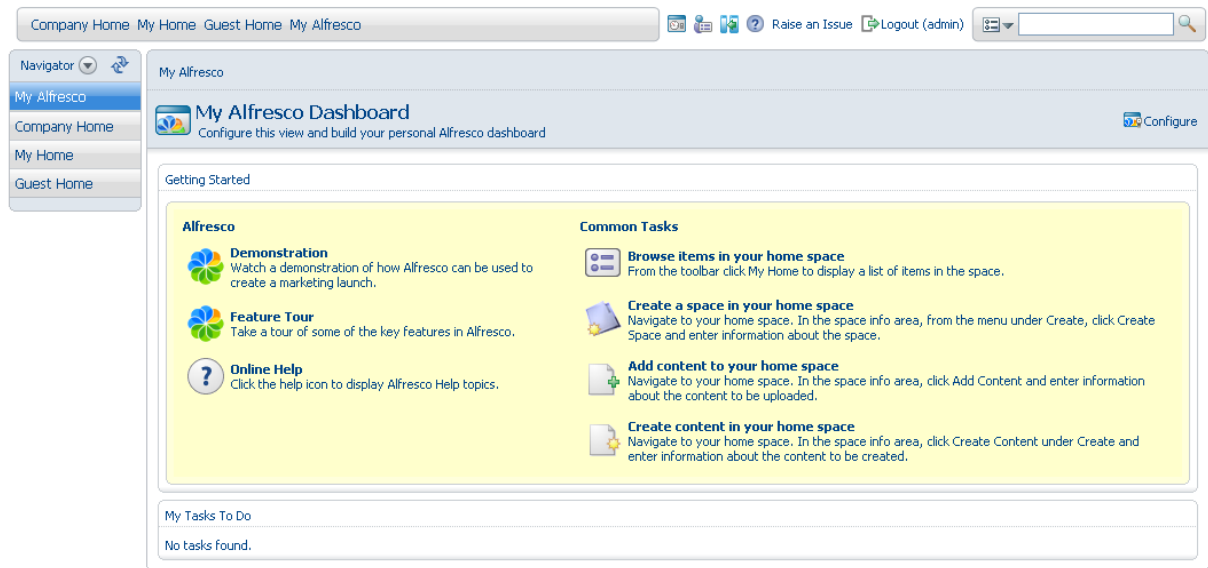 Company Home My Home Guest Home My Alfresco
Raise an Issue Logout (admin)
Navigator
My Alfresco
Company Home
My Home
Guest Home
My Alfresco
My Alfresco Dashboard
Configure this view and build your personal Alfresco dashboard
Configure
Getting Started
Alfresco
Demonstration
Watch a demonstration of how Alfresco can be used to
create a marketing launch.
Feature Tour
Take a tour of some of the key features in Alfresco.
Online Help
Click the help icon to display Alfresco Help topics.
Common Tasks
Browse items in your home space
From the toolbar click My Home to display a list of items in the space.
Create a space in your home space
Navigate to your home space. In the space info area, from the menu under Create, click Create
Space and enter information about the space.
Add content to your home space
Navigate to your home space. In the space info area, click Add Content and enter information
about the content to be uploaded.
Create content in your home space
Navigate to your home space. In the space info area, click Create Content under Create and
enter information about the content to be created.
My Tasks To Do
No tasks found.